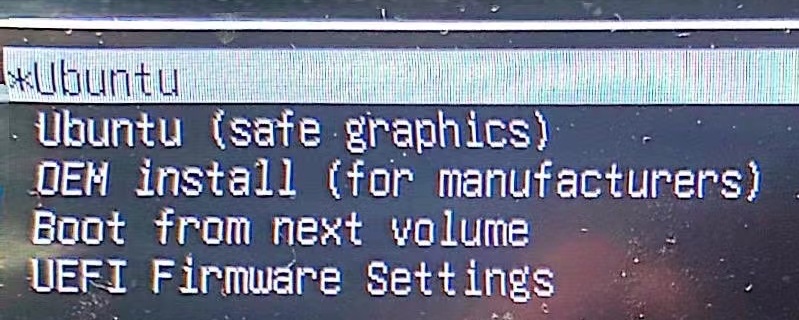 *Ubuntu
Ubuntu (safe graphics)
OEM install (for manufacturers)
Boot from next volume
UEFI Firmware Settings